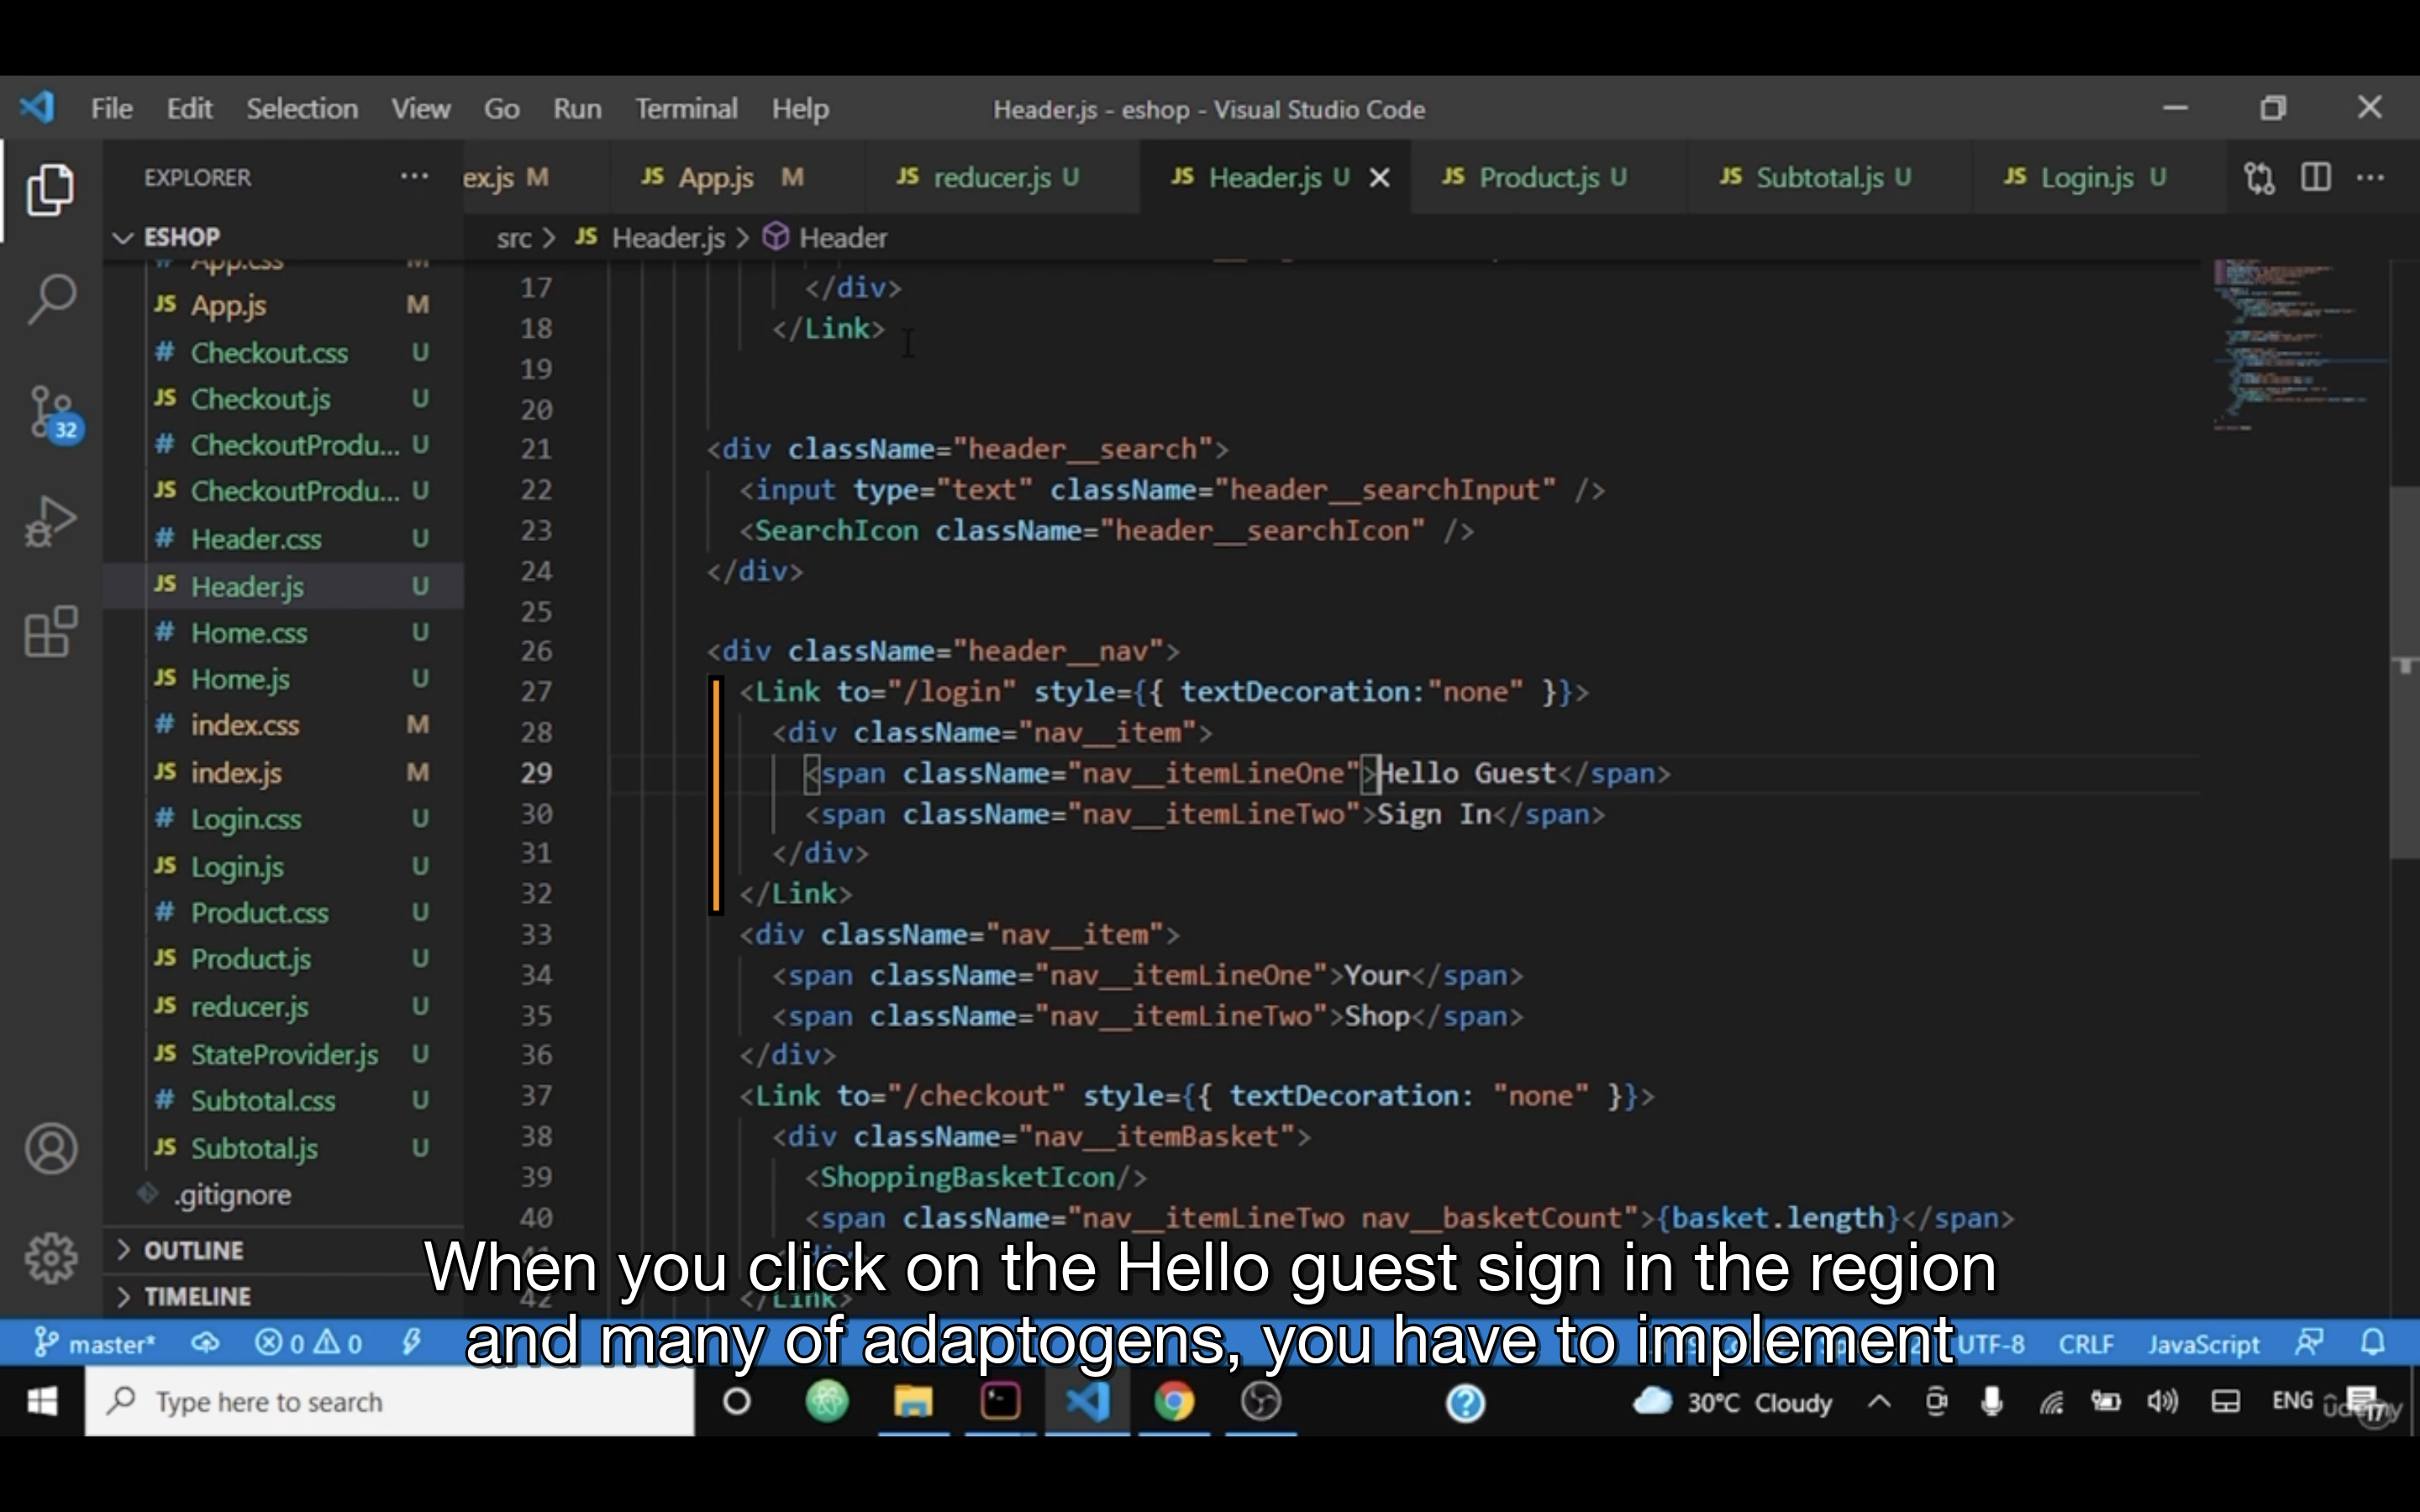 File Edit Selection View Go Run Terminal Help Header.js - eshop - Visual Studio Code
EXPLORER ··· ex.js M JS App.js M JS reducer.js U JS Header.js U JS Product.js U JS Subtotal.js U JS Login.js U ···
ESHOP
src > JS Header.js > Header
# App.css M
JS App.js M
# Checkout.css U
JS Checkout.js U
# CheckoutProdu... U
JS CheckoutProdu... U
# Header.css U
JS Header.js U
# Home.css U
JS Home.js U
# index.css M
JS index.js M
# Login.css U
JS Login.js U
# Product.css U
JS Product.js U
JS reducer.js U
JS StateProvider.js U
# Subtotal.css U
JS Subtotal.js U
.gitignore
OUTLINE
TIMELINE
32
17 </div>
18 </Link>
19
20
21 <div className="header__search">
22 <input type="text" className="header__searchInput" />
23 <SearchIcon className="header__searchIcon" />
24 </div>
25
26 <div className="header__nav">
27 <Link to="/login" style={{ textDecoration:"none" }}>
28 <div className="nav__item">
29 <span className="nav__itemLineOne">Hello Guest</span>
30 <span className="nav__itemLineTwo">Sign In</span>
31 </div>
32 </Link>
33 <div className="nav__item">
34 <span className="nav__itemLineOne">Your</span>
35 <span className="nav__itemLineTwo">Shop</span>
36 </div>
37 <Link to="/checkout" style={{ textDecoration: "none" }}>
38 <div className="nav__itemBasket">
39 <ShoppingBasketIcon/>
40 <span className="nav__itemLineTwo nav__basketCount">{basket.length}</span>
42 </Link>
When you click on the Hello guest sign in the region
and many of adaptogens, you have to implement
master* 0 0 UTF-8 CRLF JavaScript
Type here to search 30°C Cloudy ENG 17